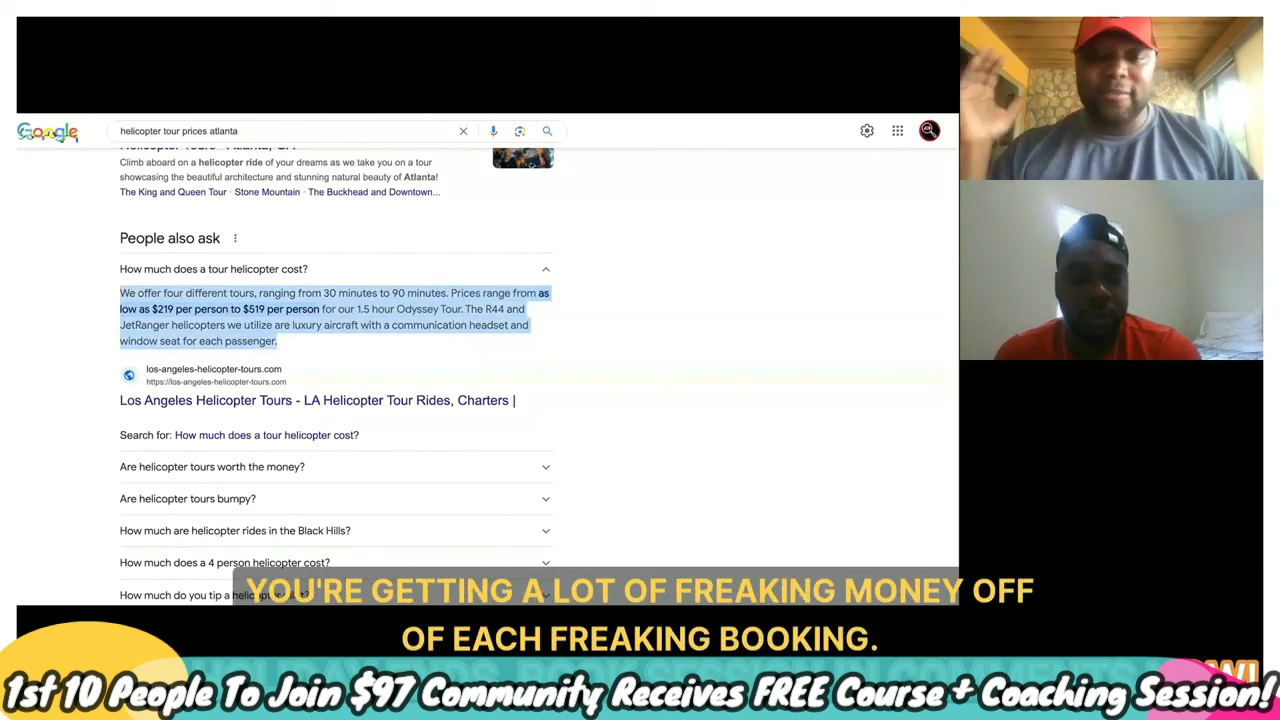 Google
helicopter tour prices atlanta
Helicopter Tours - Atlanta, GA
Climb aboard on a helicopter ride of your dreams as we take you on a tour
showcasing the beautiful architecture and stunning natural beauty of Atlanta!
The King and Queen Tour · Stone Mountain · The Buckhead and Downtown...
People also ask
How much does a tour helicopter cost?
We offer four different tours, ranging from 30 minutes to 90 minutes. Prices range from as
low as $219 per person to $519 per person for our 1.5 hour Odyssey Tour. The R44 and
JetRanger helicopters we utilize are luxury aircraft with a communication headset and
window seat for each passenger.
los-angeles-helicopter-tours.com
https://los-angeles-helicopter-tours.com
Los Angeles Helicopter Tours - LA Helicopter Tour Rides, Charters |
Search for: How much does a tour helicopter cost?
Are helicopter tours worth the money?
Are helicopter tours bumpy?
How much are helicopter rides in the Black Hills?
How much does a 4 person helicopter cost?
How much do you tip a
YOU'RE GETTING A LOT OF FREAKING MONEY OFF
OF EACH FREAKING BOOKING.
1st 10 People To Join $97 Community Receives FREE Course + Coaching Session!